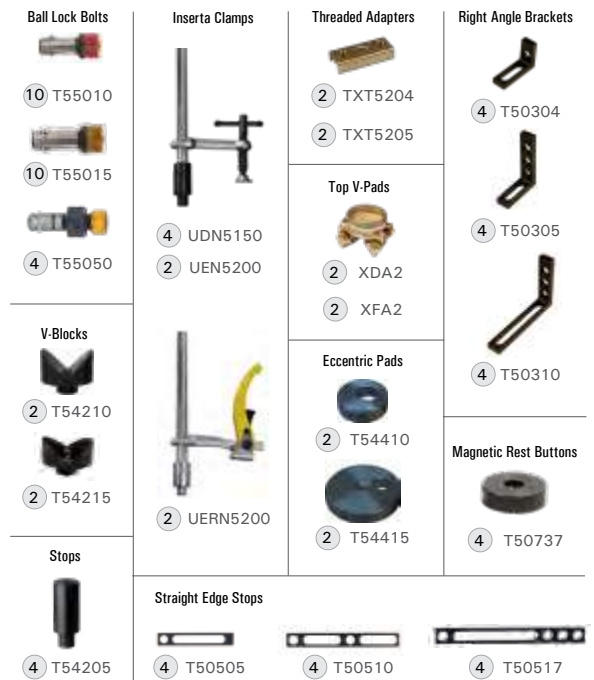 Ball Lock Bolts
10 T55010
10 T55015
4 T55050
V-Blocks
2 T54210
2 T54215
Stops
4 T54205
Inserta Clamps
4 UDN5150
2 UEN5200
2 UERN5200
Threaded Adapters
2 TXT5204
2 TXT5205
Top V-Pads
2 XDA2
2 XFA2
Eccentric Pads
2 T54410
2 T54415
Right Angle Brackets
4 T50304
4 T50305
4 T50310
Magnetic Rest Buttons
4 T50737
Straight Edge Stops
4 T50505
4 T50510
4 T50517